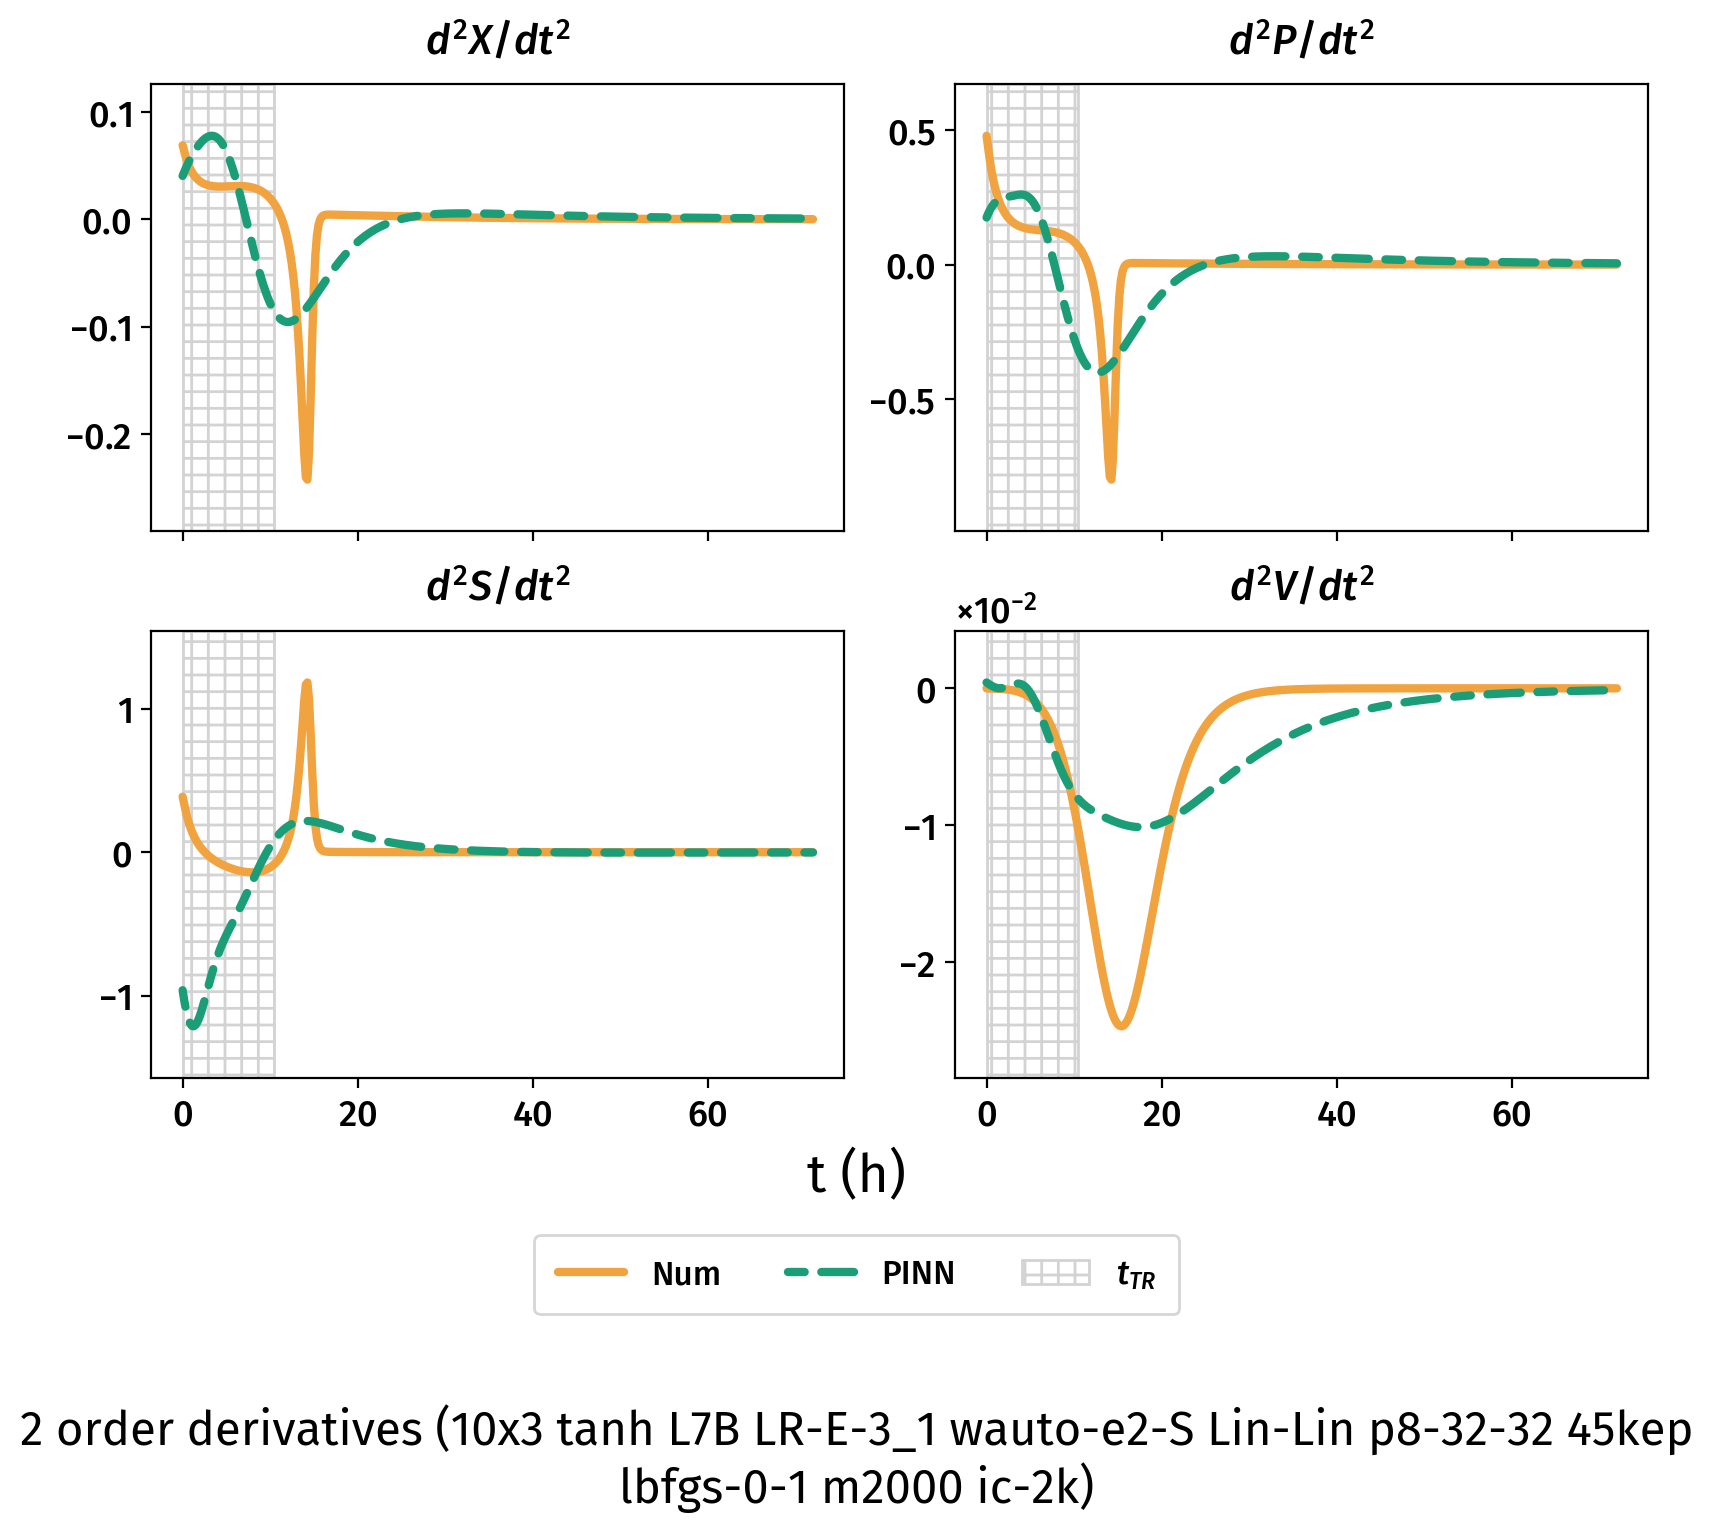 d²X/dt²
d²P/dt²
0.1
0.0
−0.1
−0.2
0.5
0.0
−0.5
d²S/dt²
d²V/dt²
×10⁻²
1
0
−1
0
−1
−2
0 20 40 60
0 20 40 60
t (h)
Num PINN t_TR
2 order derivatives (10x3 tanh L7B LR-E-3_1 wauto-e2-S Lin-Lin p8-32-32 45kep
lbfgs-0-1 m2000 ic-2k)